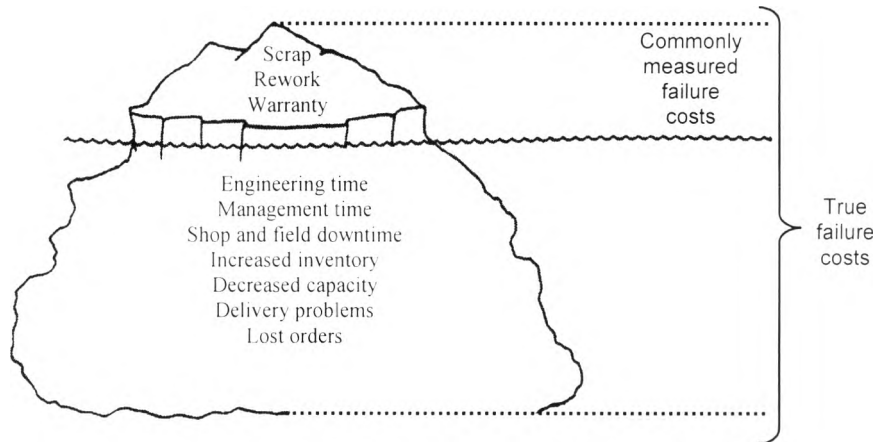 Scrap
Rework
Warranty
Commonly
measured
failure
costs
Engineering time
Management time
Shop and field downtime
Increased inventory
Decreased capacity
Delivery problems
Lost orders
True
failure
costs